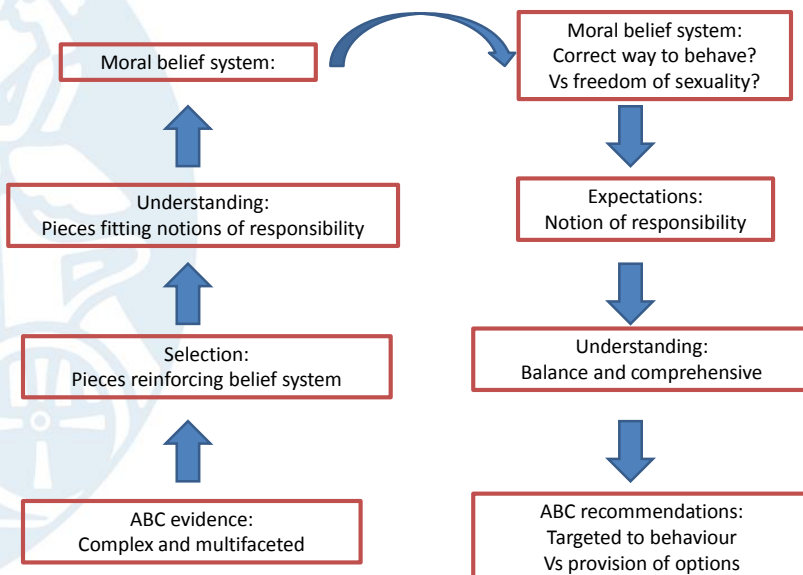 Moral belief system:
Understanding:
Pieces fitting notions of responsibility
Selection:
Pieces reinforcing belief system
ABC evidence:
Complex and multifaceted
Moral belief system:
Correct way to behave?
Vs freedom of sexuality?
Expectations:
Notion of responsibility
Understanding:
Balance and comprehensive
ABC recommendations:
Targeted to behaviour
Vs provision of options